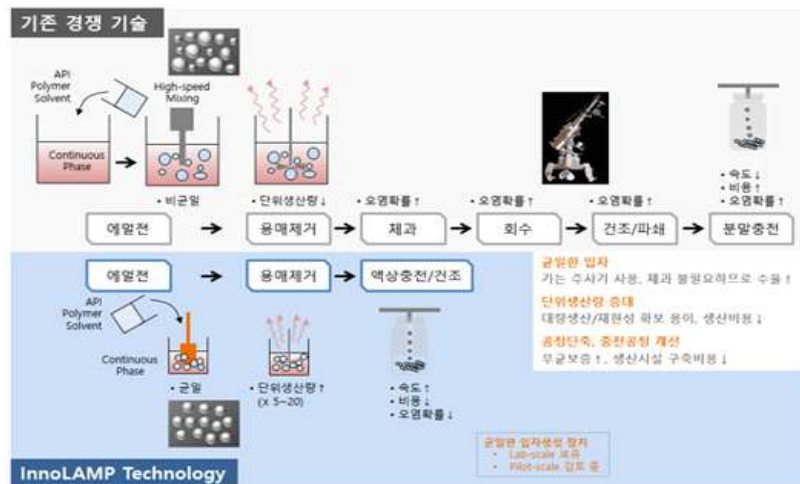 기존 경쟁 기술
API
Polymer
Solvent
High-speed
Mixing
Continuous
Phase
• 비균일
• 단위생산량↓
• 오염확률↑
• 오염확률↑
• 오염확률↑
• 속도↓
• 비용↑
• 오염확률↑
에멀젼
용매제거
체과
회수
건조/파쇄
분말충전
에멀젼
용매제거
액상충전/건조
API
Polymer
Solvent
Continuous
Phase
• 균일
• 단위생산량↑
(X 5~20)
• 속도↑
• 비용↓
• 오염확률↓
균일한 입자
가는 주사기 사용, 체과 불필요하므로 수율↑
단위생산량 증대
대량생산/재현성 확보 용이, 생산비용↓
공정단축, 충전공정 개선
무균보증↑, 생산시설 구축비용↓
균일한 입자생성 장치
• Lab-scale 보유
• Pilot-scale 검토 중
InnoLAMP Technology